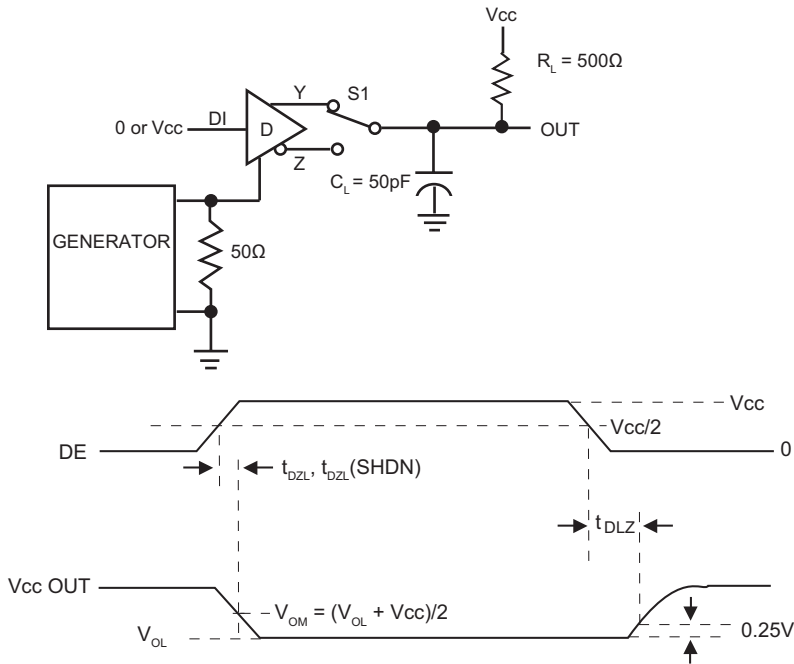 Vcc
R_L = 500Ω
Y S1
0 or Vcc DI D OUT
Z
C_L = 50pF
GENERATOR 50Ω
Vcc
Vcc/2
DE 0
t_DZL, t_DZL(SHDN)
t_DLZ
Vcc OUT
V_OM = (V_OL + Vcc)/2
V_OL 0.25V